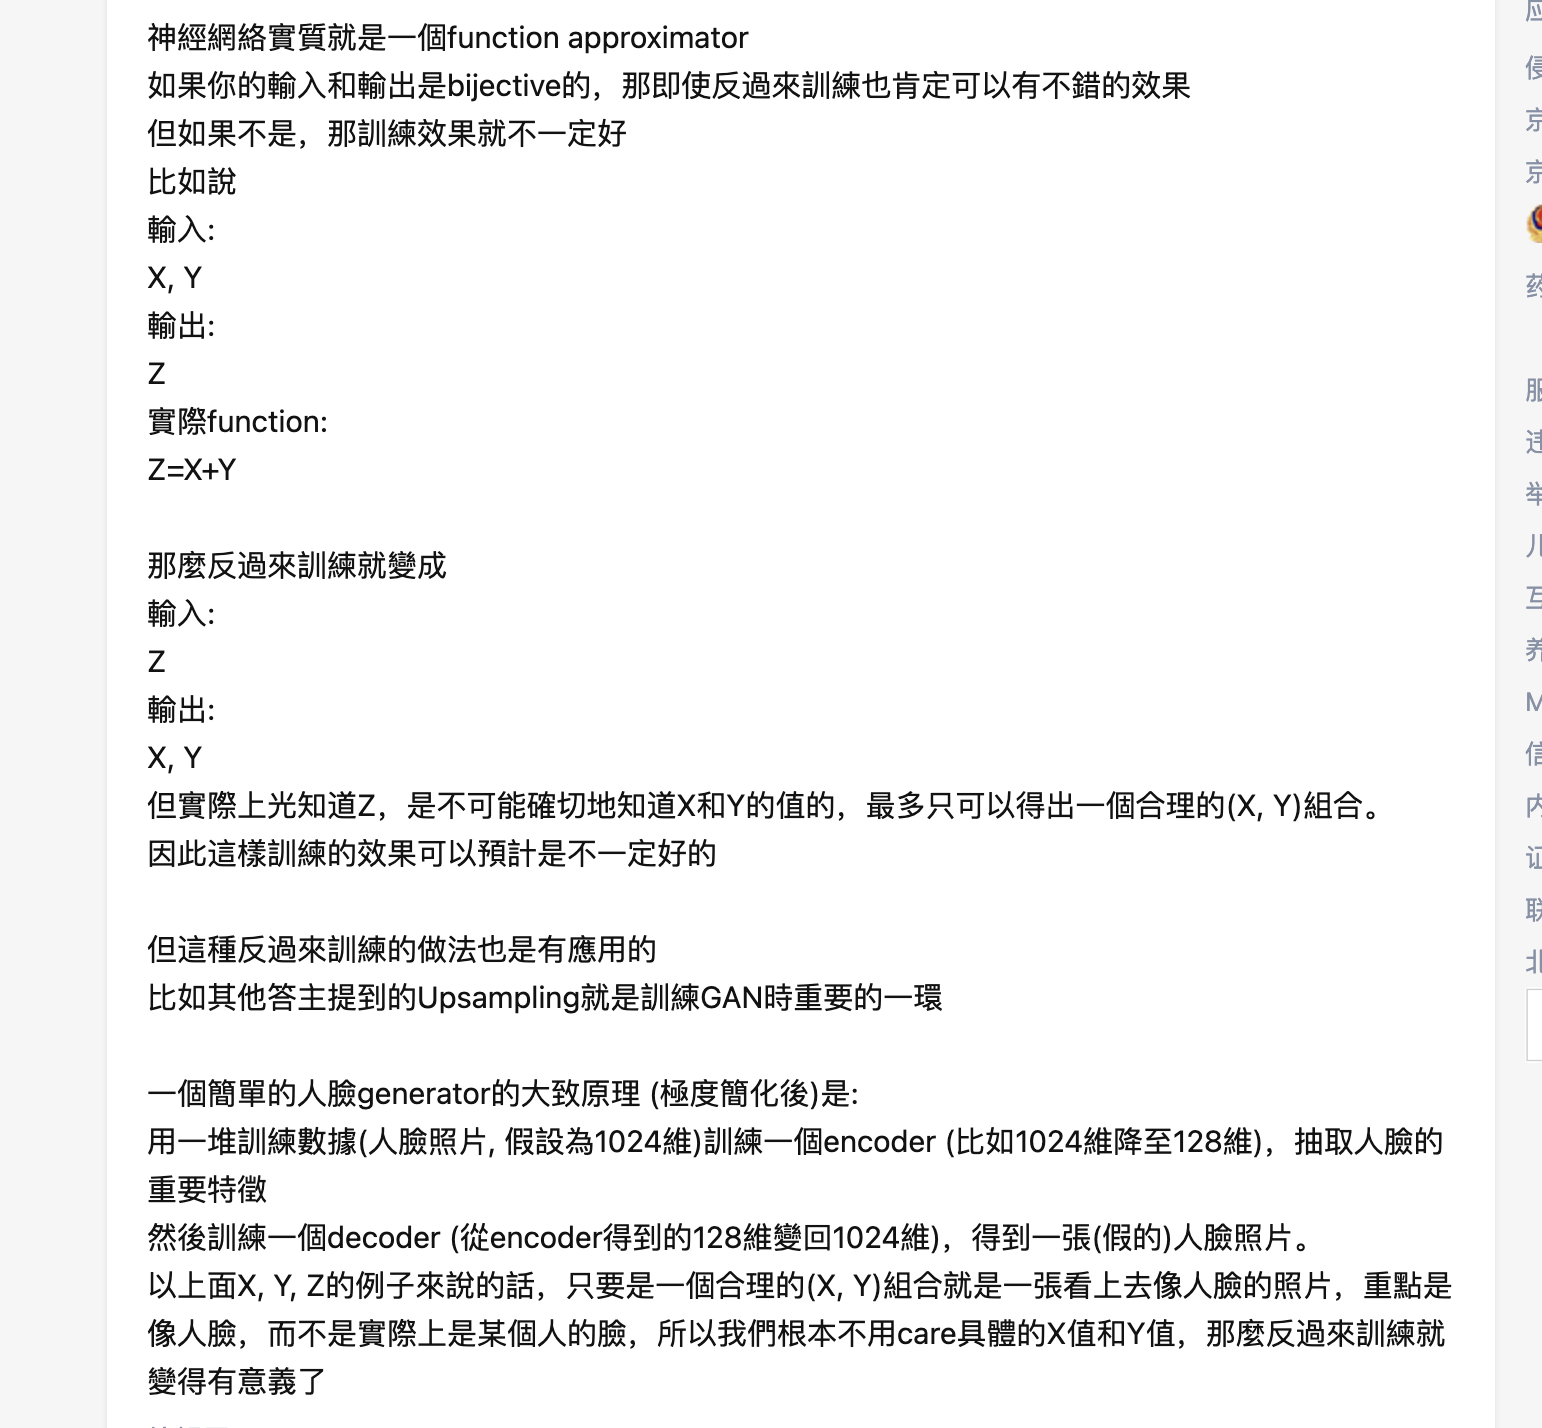 神經網絡實質就是一個function approximator
如果你的輸入和輸出是bijective的，那即使反過來訓練也肯定可以有不錯的效果
但如果不是，那訓練效果就不一定好
比如說
輸入:
X, Y
輸出:
Z
實際function:
Z=X+Y
那麼反過來訓練就變成
輸入:
Z
輸出:
X, Y
但實際上光知道Z，是不可能確切地知道X和Y的值的，最多只可以得出一個合理的(X, Y)組合。
因此這樣訓練的效果可以預計是不一定好的
但這種反過來訓練的做法也是有應用的
比如其他答主提到的Upsampling就是訓練GAN時重要的一環
一個簡單的人臉generator的大致原理 (極度簡化後)是:
用一堆訓練數據(人臉照片, 假設為1024維)訓練一個encoder (比如1024維降至128維)，抽取人臉的
重要特徵
然後訓練一個decoder (從encoder得到的128維變回1024維)，得到一張(假的)人臉照片。
以上面X, Y, Z的例子來說的話，只要是一個合理的(X, Y)組合就是一張看上去像人臉的照片，重點是
像人臉，而不是實際上是某個人的臉，所以我們根本不用care具體的X值和Y值，那麼反過來訓練就
變得有意義了
京
京
药
违
互
M
信
证
北